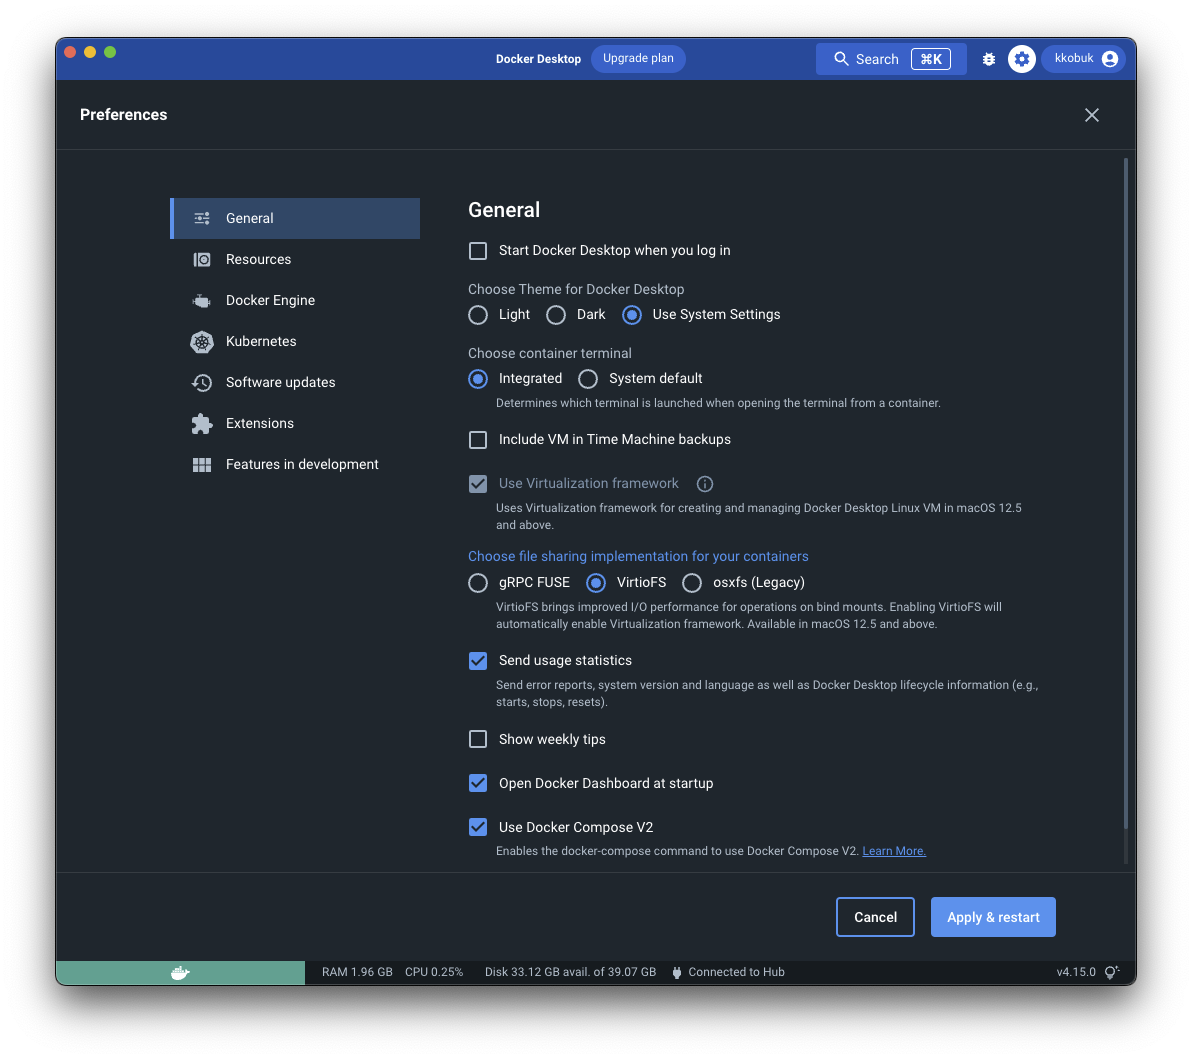 Docker Desktop
Upgrade plan
Search ⌘K
kkobuk
Preferences
General
Resources
Docker Engine
Kubernetes
Software updates
Extensions
Features in development
General
Start Docker Desktop when you log in
Choose Theme for Docker Desktop
Light Dark Use System Settings
Choose container terminal
Integrated System default
Determines which terminal is launched when opening the terminal from a container.
Include VM in Time Machine backups
Use Virtualization framework
Uses Virtualization framework for creating and managing Docker Desktop Linux VM in macOS 12.5
and above.
Choose file sharing implementation for your containers
gRPC FUSE VirtioFS osxfs (Legacy)
VirtioFS brings improved I/O performance for operations on bind mounts. Enabling VirtioFS will
automatically enable Virtualization framework. Available in macOS 12.5 and above.
Send usage statistics
Send error reports, system version and language as well as Docker Desktop lifecycle information (e.g.,
starts, stops, resets).
Show weekly tips
Open Docker Dashboard at startup
Use Docker Compose V2
Enables the docker-compose command to use Docker Compose V2. Learn More.
Cancel
Apply & restart
RAM 1.96 GB CPU 0.25% Disk 33.12 GB avail. of 39.07 GB Connected to Hub
v4.15.0